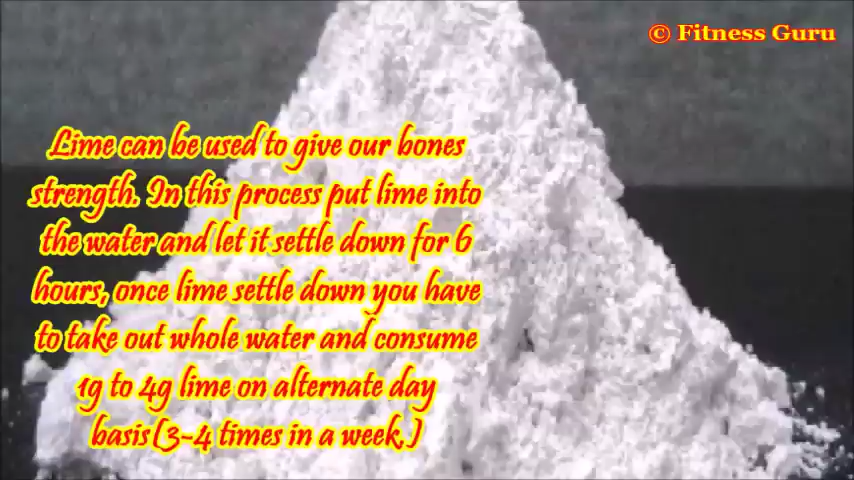 © Fitness Guru
Lime can be used to give our bones
strength. In this process put lime into
the water and let it settle down for 6
hours, once lime settle down you have
to take out whole water and consume
1g to 4g lime on alternate day
basis(3-4 times in a week.)